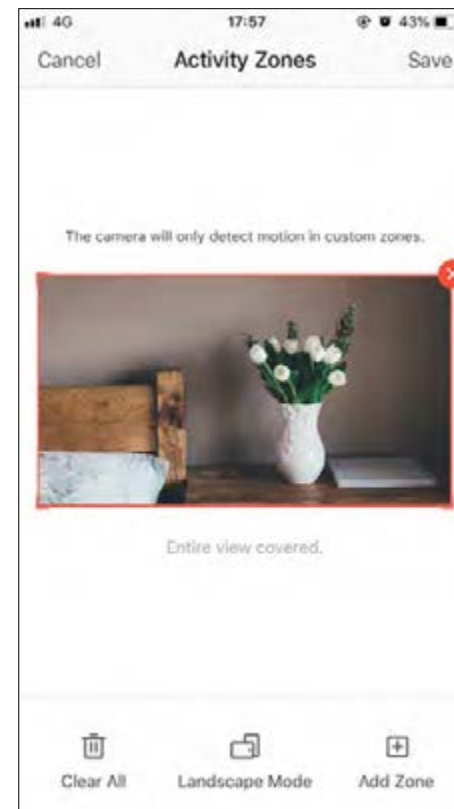 4G 17:57 43%
Cancel Activity Zones Save
The camera will only detect motion in custom zones.
Entire view covered.
Clear All Landscape Mode Add Zone